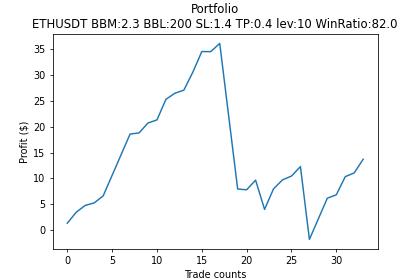 Portfolio
ETHUSDT BBM:2.3 BBL:200 SL:1.4 TP:0.4 lev:10 WinRatio:82.0
35
30
25
20
15
10
5
0
Profit ($)
0 5 10 15 20 25 30
Trade counts